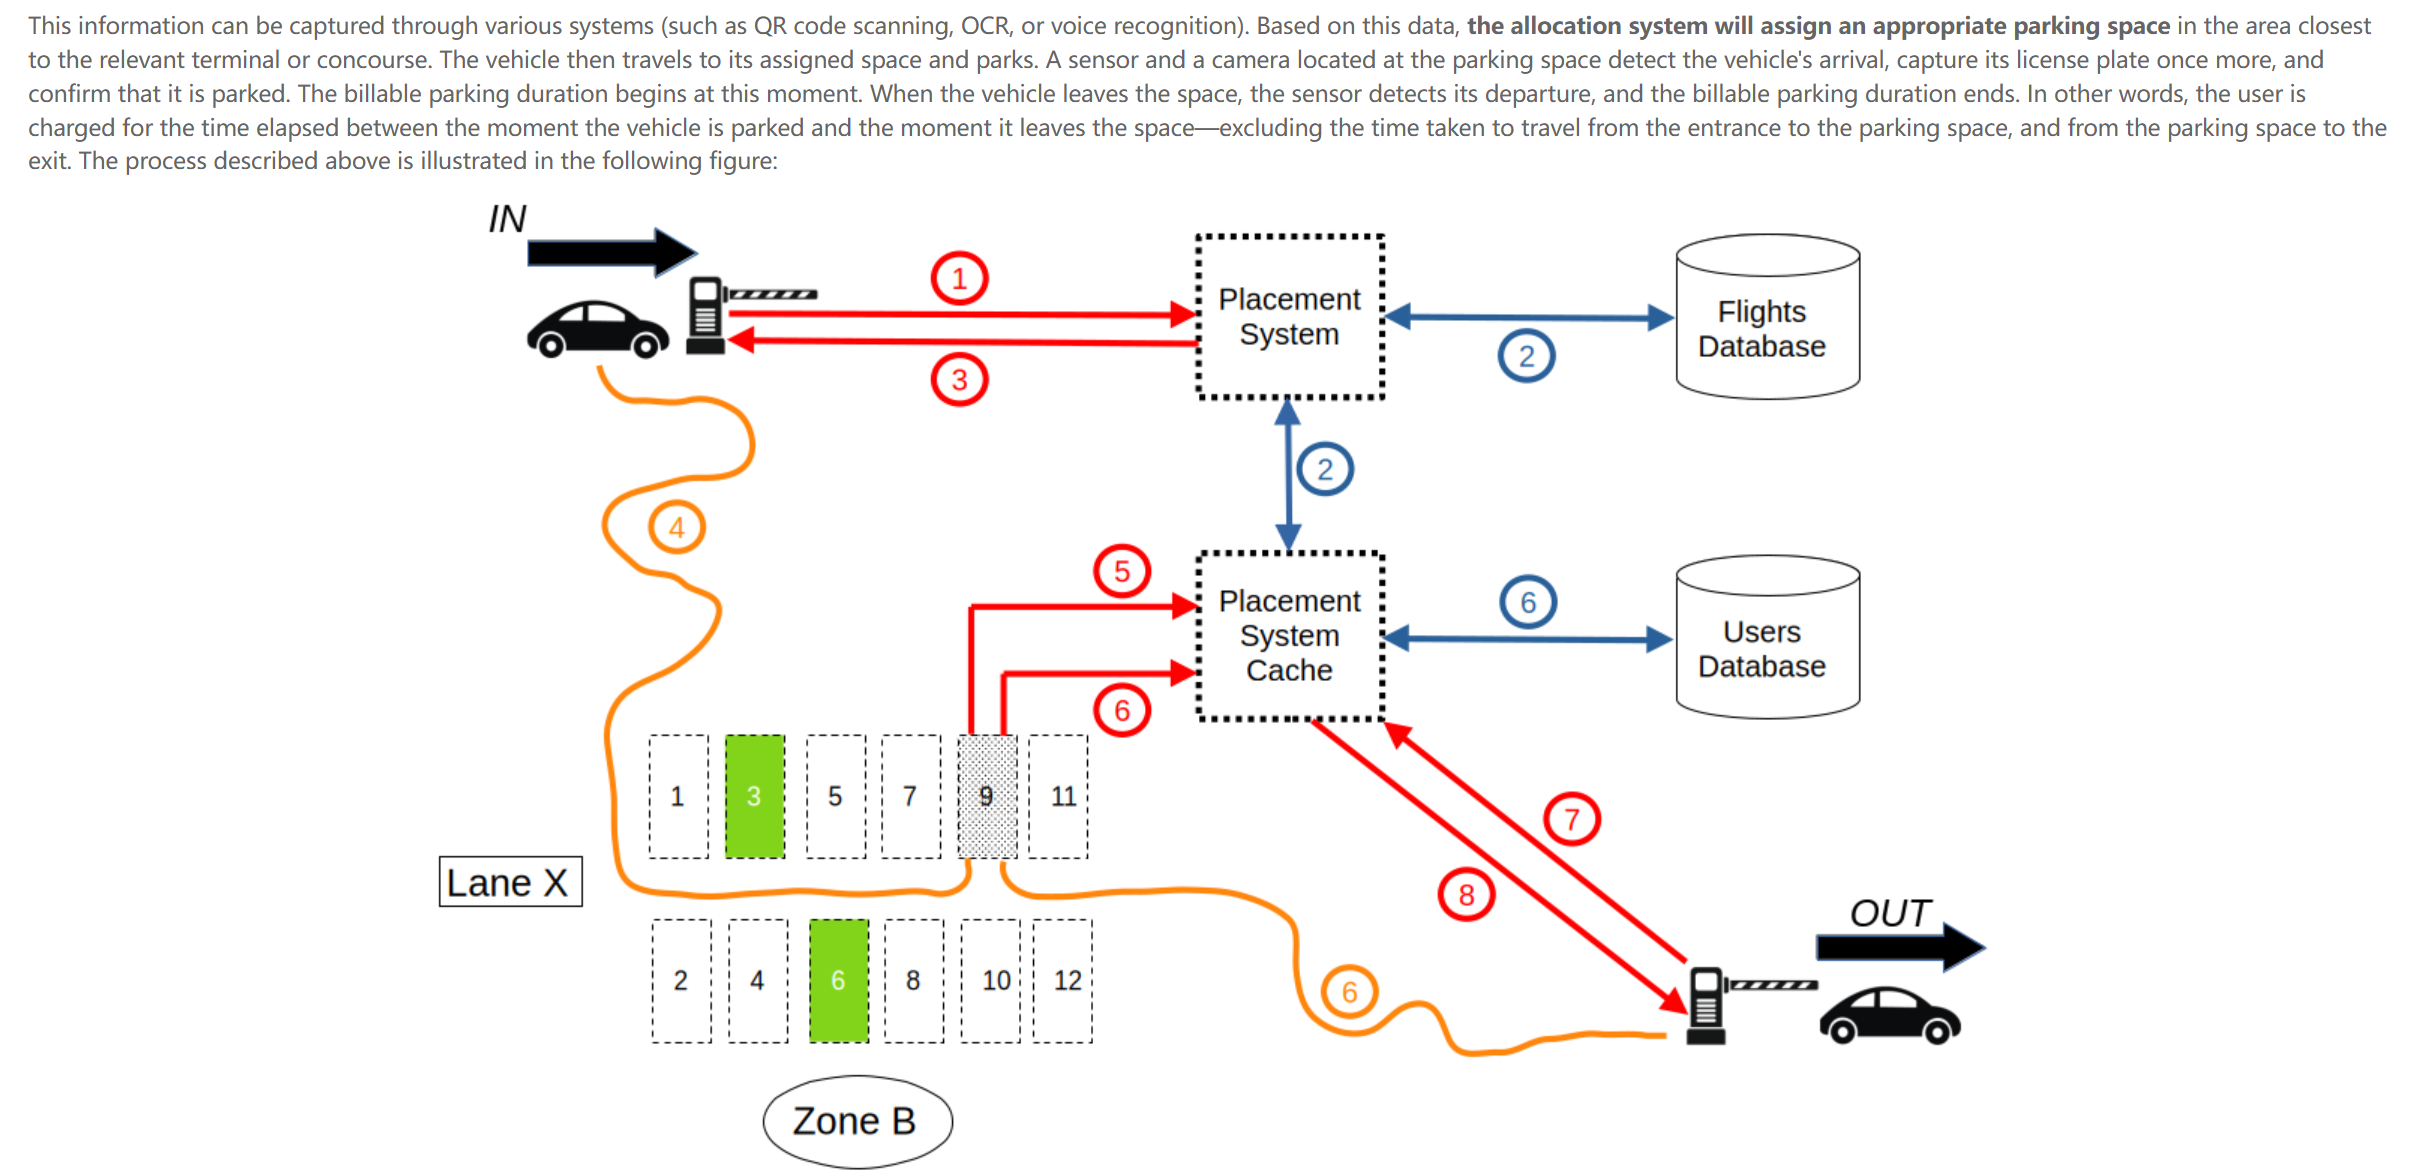 This information can be captured through various systems (such as QR code scanning, OCR, or voice recognition). Based on this data, the allocation system will assign an appropriate parking space in the area closest
to the relevant terminal or concourse. The vehicle then travels to its assigned space and parks. A sensor and a camera located at the parking space detect the vehicle's arrival, capture its license plate once more, and
confirm that it is parked. The billable parking duration begins at this moment. When the vehicle leaves the space, the sensor detects its departure, and the billable parking duration ends. In other words, the user is
charged for the time elapsed between the moment the vehicle is parked and the moment it leaves the space—excluding the time taken to travel from the entrance to the parking space, and from the parking space to the
exit. The process described above is illustrated in the following figure:
IN
1
3
Placement
System
2
Flights
Database
2
4
5
6
Placement
System
Cache
6
Users
Database
1 3 5 7 9 11
7
8
Lane X
2 4 6 8 10 12
6
OUT
Zone B